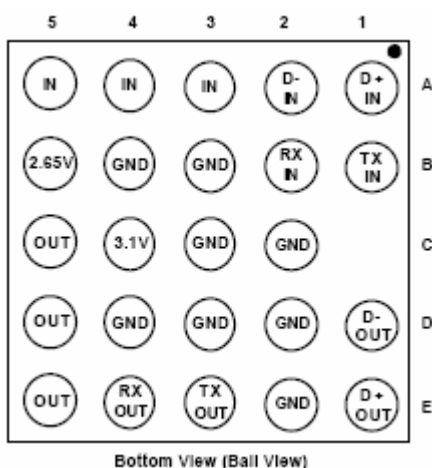 5 4 3 2 1
IN IN IN D- IN D+ IN A
2.65V GND GND RX IN TX IN B
OUT 3.1V GND GND C
OUT GND GND GND D- OUT D
OUT RX OUT TX OUT GND D+ OUT E
Bottom View (Ball View)